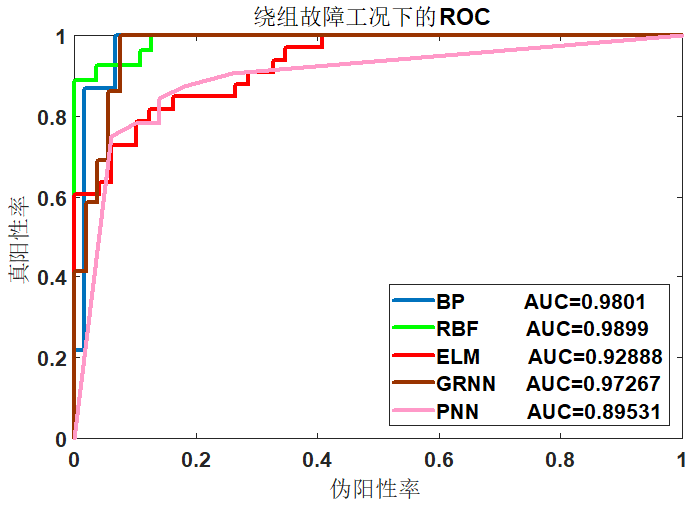 绕组故障工况下的ROC
真阳性率
1
0.8
0.6
0.4
0.2
0
0 0.2 0.4 0.6 0.8 1
伪阳性率
BP AUC=0.9801
RBF AUC=0.9899
ELM AUC=0.92888
GRNN AUC=0.97267
PNN AUC=0.89531